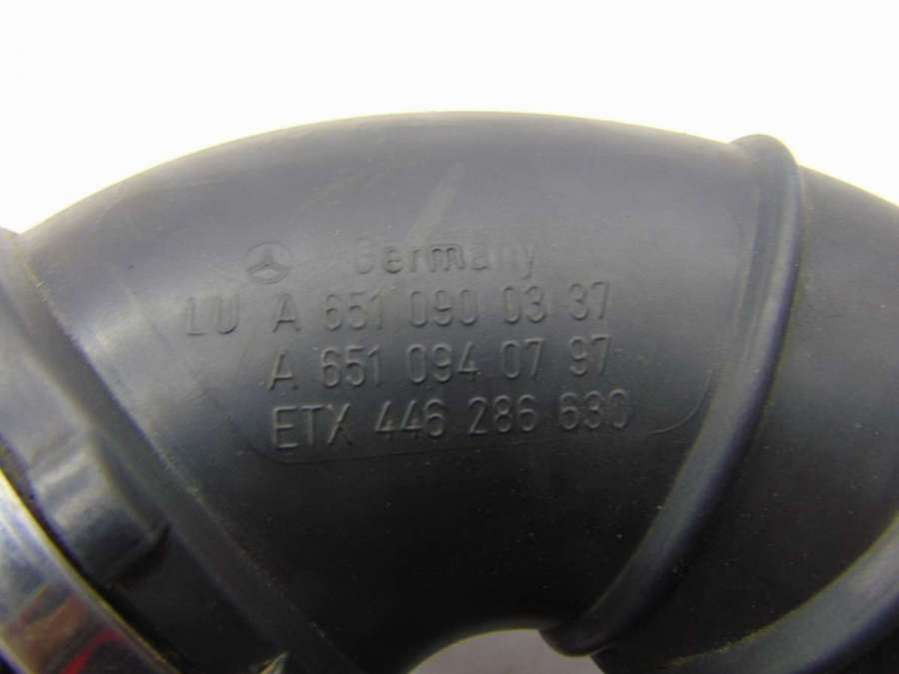 Germany
LU A 651 090 03 37
A 651 094 07 97
ETX 446 286 630